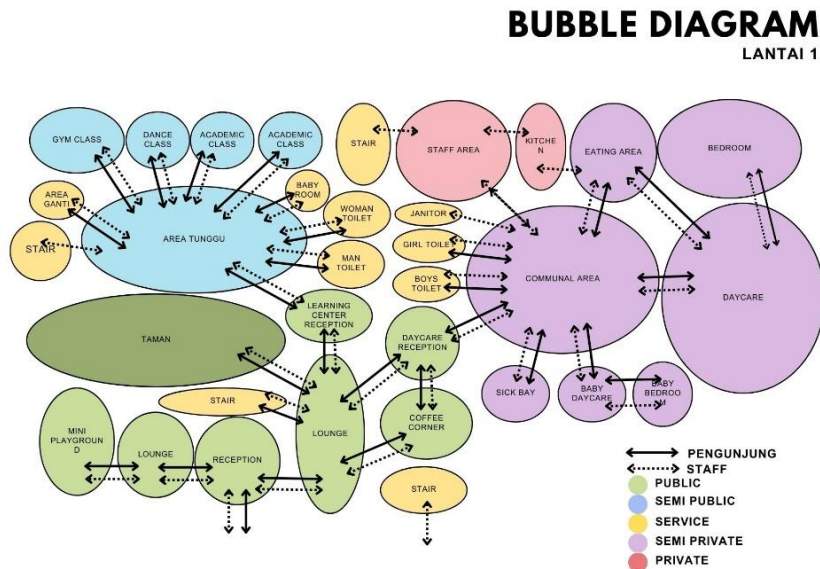 BUBBLE DIAGRAM
LANTAI 1
GYM CLASS
DANCE
CLASS
ACADEMIC
CLASS
ACADEMIC
CLASS
STAIR
STAFF AREA
KITCHE
N
EATING AREA
BEDROOM
AREA
GANTI
BABY
ROOM
WOMAN
TOILET
JANITOR
STAIR
AREA TUNGGU
MAN
TOILET
GIRL TOILET
BOYS
TOILET
COMMUNAL AREA
DAYCARE
LEARNING
CENTER
RECEPTION
TAMAN
DAYCARE
RECEPTION
SICK BAY
BABY
DAYCARE
BABY
BEDROO
M
STAIR
MINI
PLAYGROUN
D
LOUNGE
RECEPTION
LOUNGE
COFFEE
CORNER
STAIR
PENGUNJUNG
STAFF
PUBLIC
SEMI PUBLIC
SERVICE
SEMI PRIVATE
PRIVATE